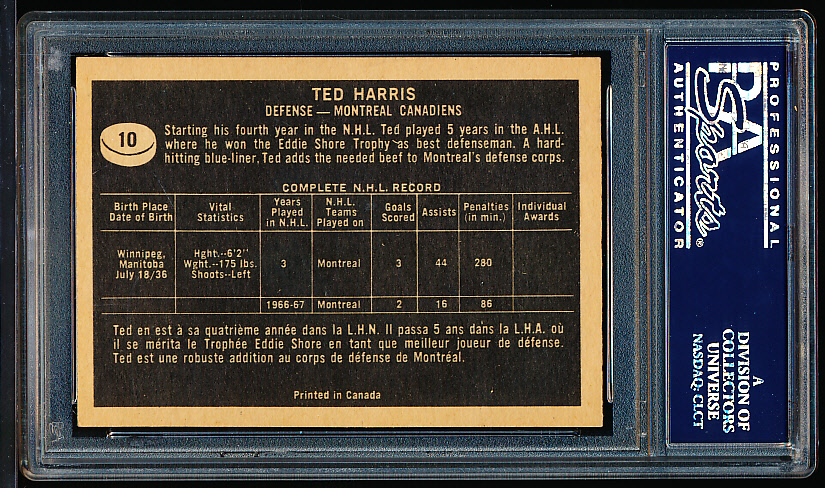 TED HARRIS
DEFENSE — MONTREAL CANADIENS
10
Starting his fourth year in the N.H.L. Ted played 5 years in the A.H.L.
where he won the Eddie Shore Trophy as best defenseman. A hard-
hitting blue-liner, Ted adds the needed beef to Montreal's defense corps.
COMPLETE N.H.L. RECORD
Birth Place
Date of Birth
Vital
Statistics
Years
Played
in N.H.L.
N.H.L.
Teams
Played on
Goals
Scored
Assists
Penalties
(in min.)
Individual
Awards
Winnipeg,
Manitoba
July 18/36
Hght.--6'2"
Wght.--175 lbs.
Shoots--Left
3
Montreal
3
44
280
1966-67
Montreal
2
16
86
Ted en est à sa quatrième année dans la L.H.N. Il passa 5 ans dans la L.H.A. où
il se mérita le Trophée Eddie Shore en tant que meilleur joueur de défense.
Ted est une robuste addition au corps de défense de Montréal.
Printed in Canada
PROFESSIONAL
PSA
Sports®
AUTHENTICATOR
A
DIVISION OF
COLLECTORS
UNIVERSE
NASDAQ: CLCT